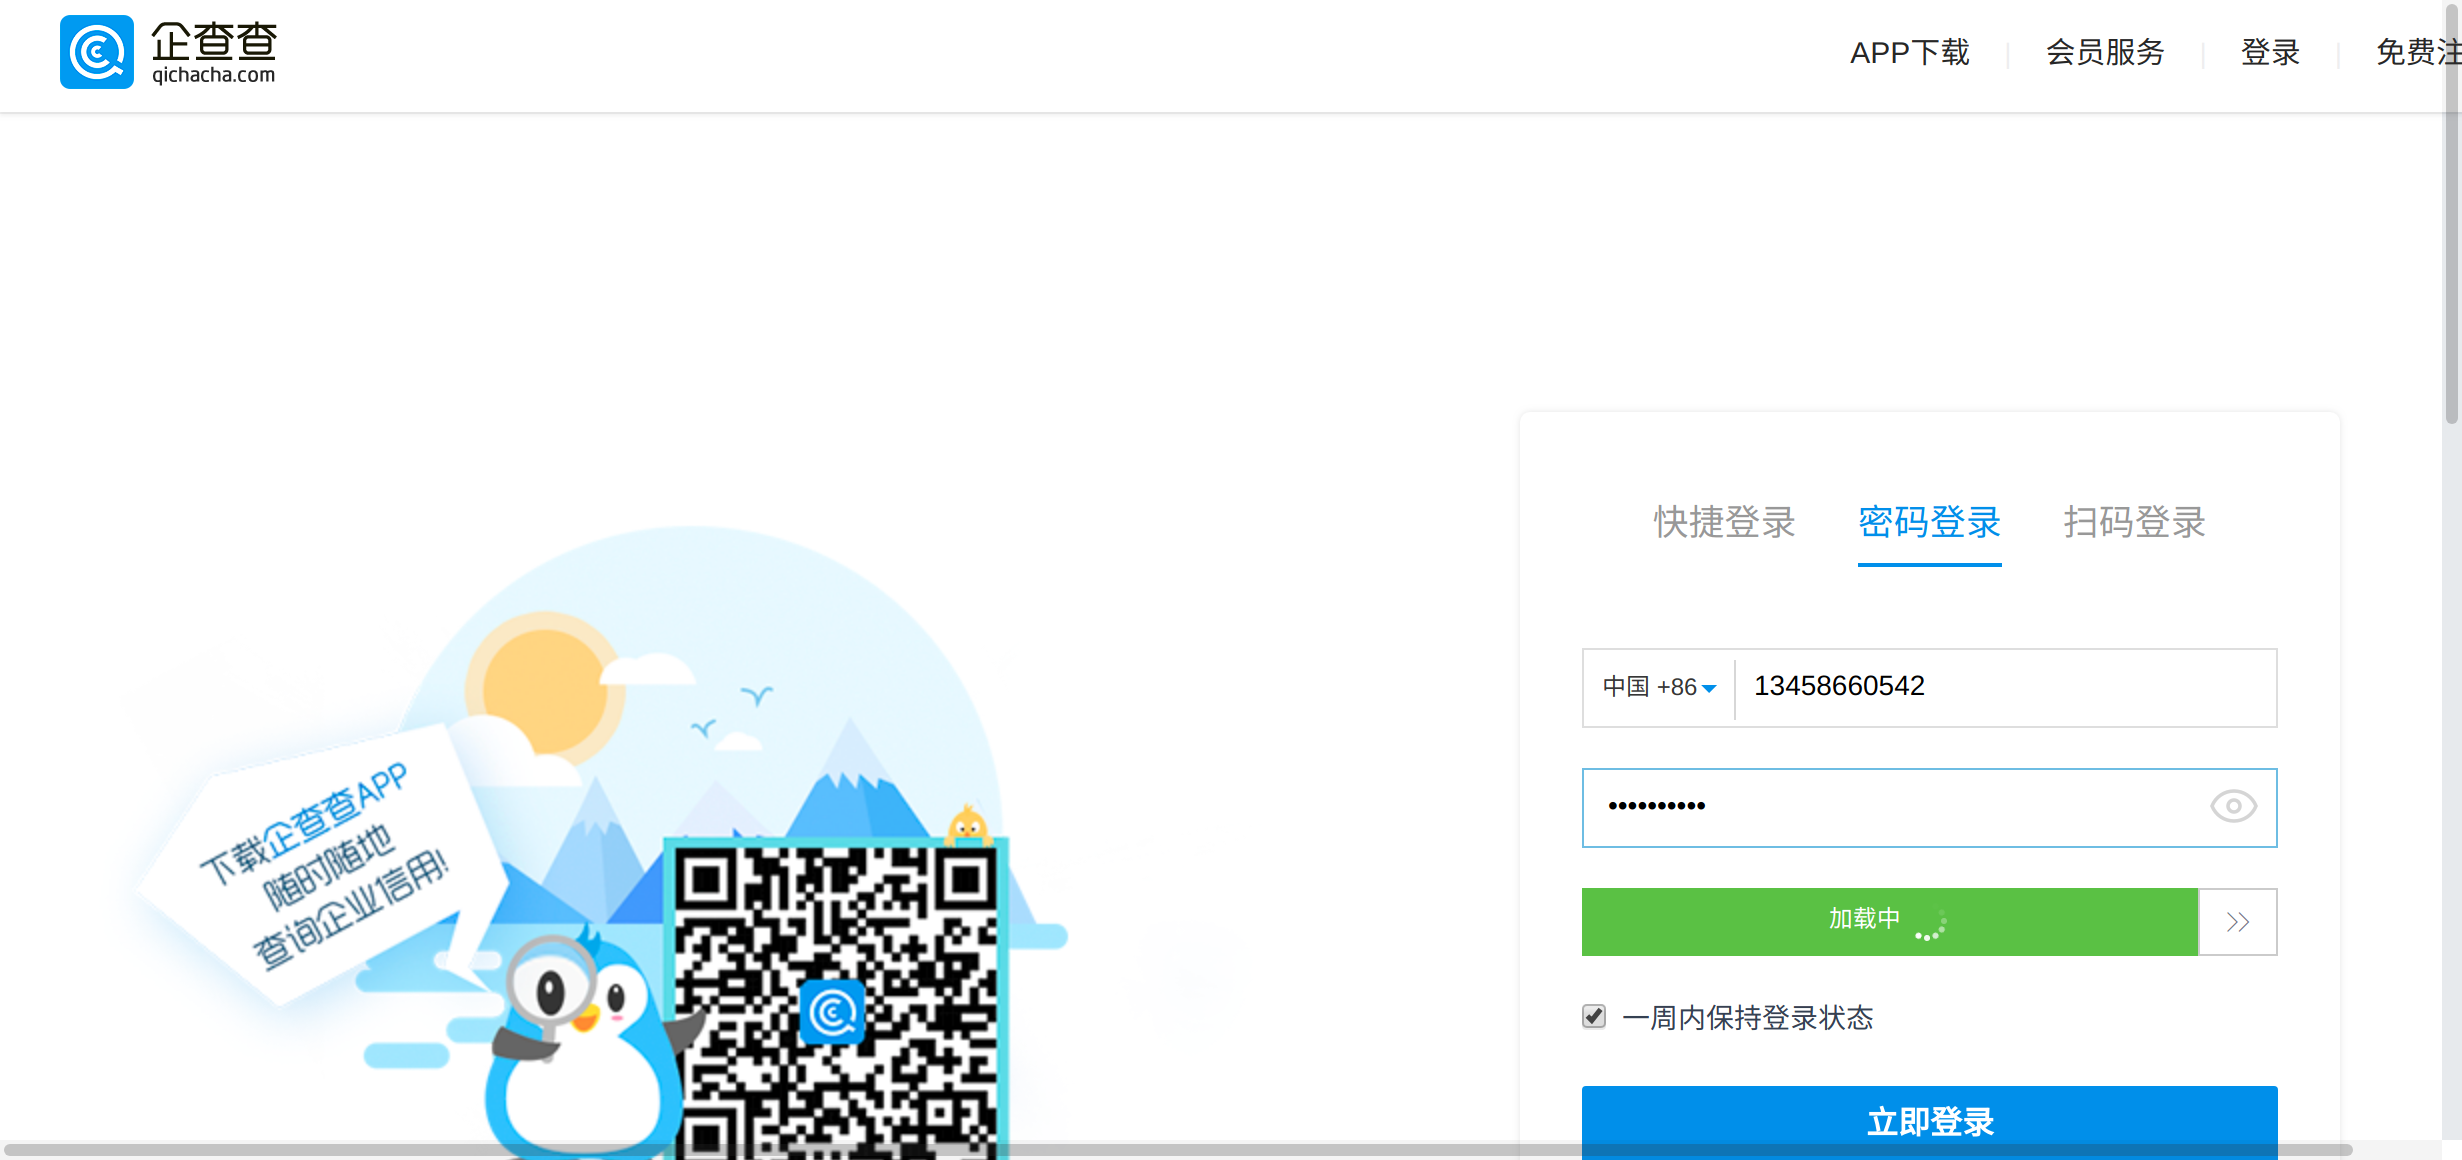 企查查
qichacha.com
APP下载
会员服务
登录
免费注
快捷登录
密码登录
扫码登录
中国 +86
13458660542
••••••••••
加载中
一周内保持登录状态
立即登录
下载企查查APP
随时随地
查询企业信用!